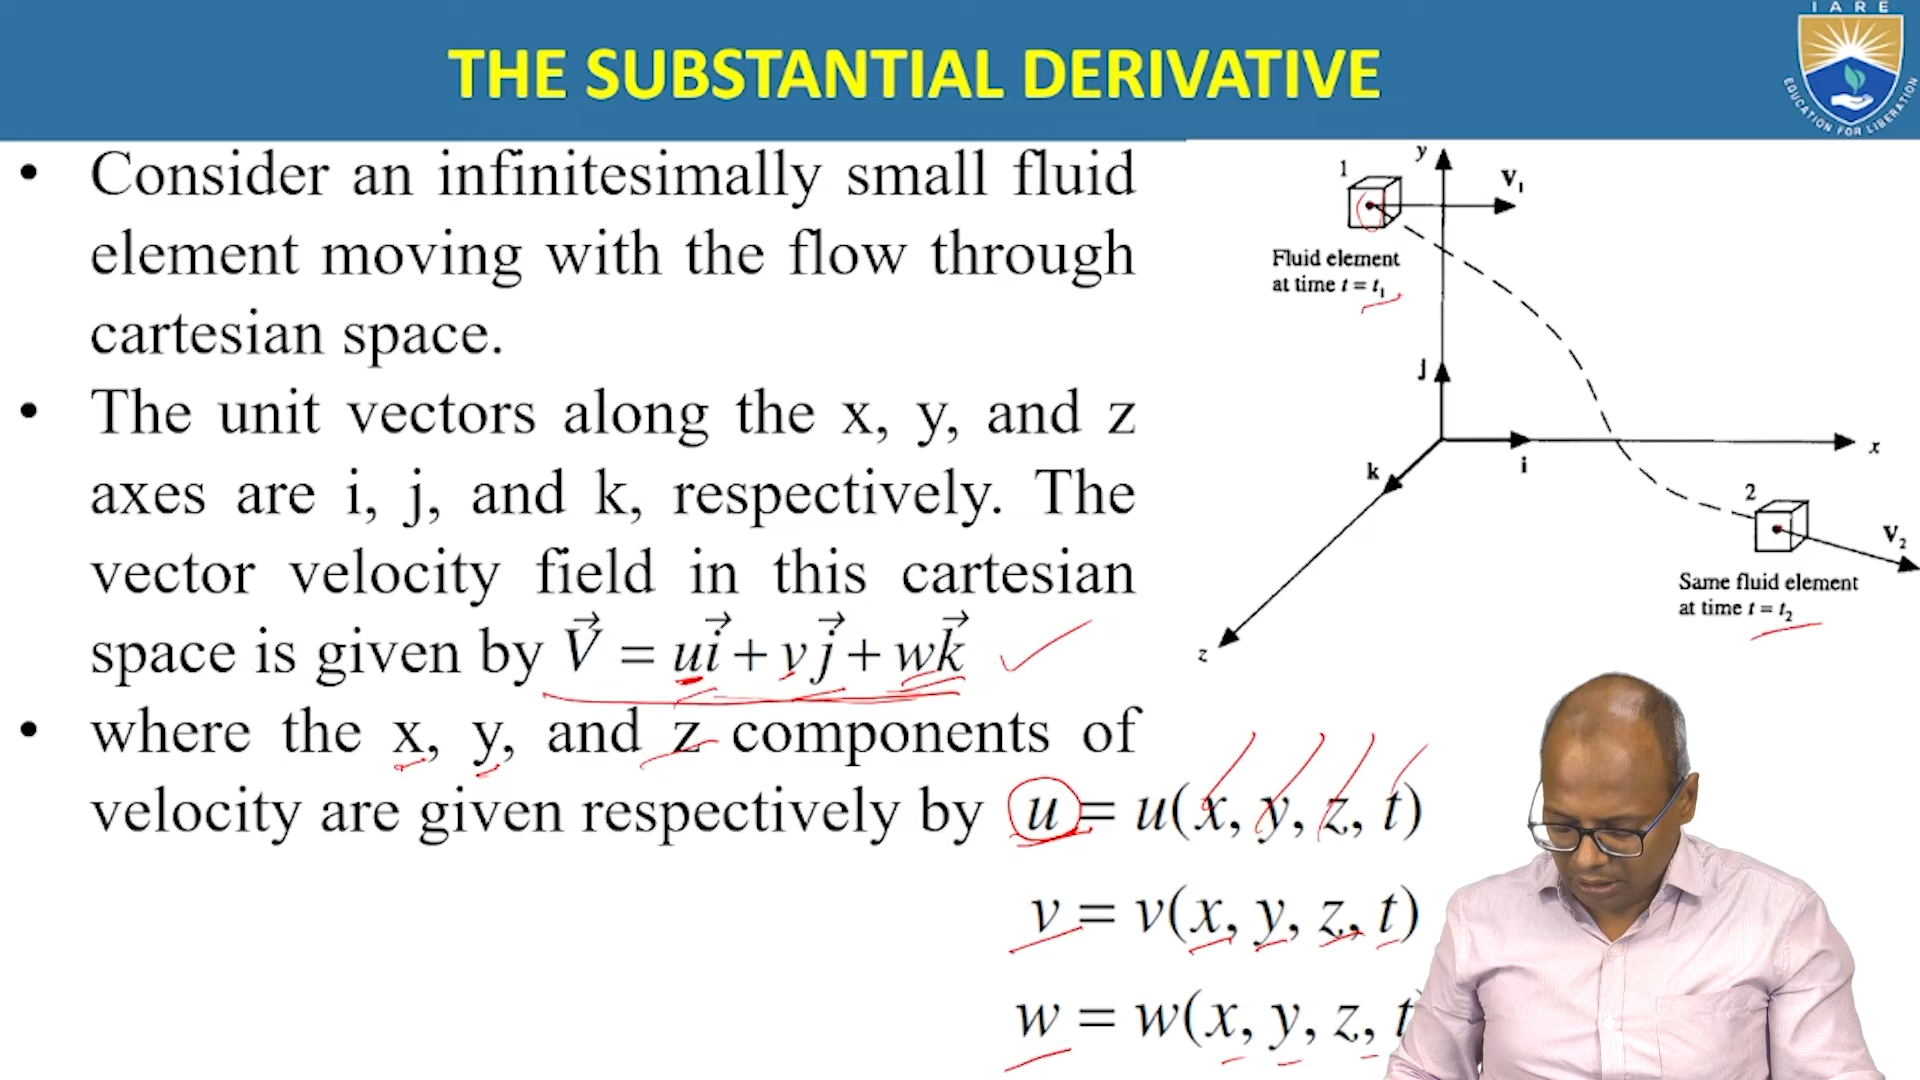 IARE
EDUCATION FOR LIBERATION
THE SUBSTANTIAL DERIVATIVE
• Consider an infinitesimally small fluid
element moving with the flow through
cartesian space.
• The unit vectors along the x, y, and z
axes are i, j, and k, respectively. The
vector velocity field in this cartesian
space is given by V⃗ = ui⃗ + vj⃗ + wk⃗
• where the x, y, and z components of
velocity are given respectively by u = u(x, y, z, t)
v = v(x, y, z, t)
w = w(x, y, z, t
y
1
V₁
Fluid element
at time t = t₁
j
i
x
k
z
2
V₂
Same fluid element
at time t = t₂